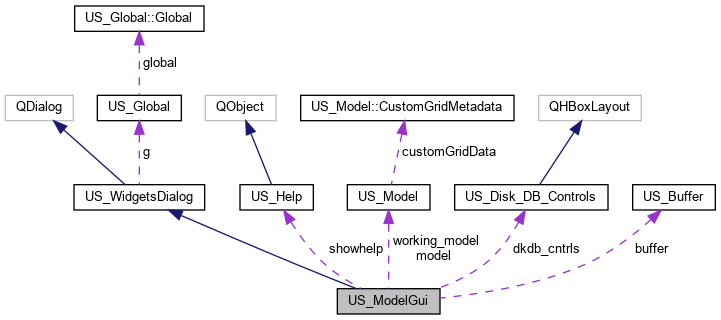 US_Global::Global
global
QDialog
US_Global
QObject
US_Model::CustomGridMetadata
QHBoxLayout
g
customGridData
US_WidgetsDialog
US_Help
US_Model
US_Disk_DB_Controls
US_Buffer
showhelp
working_model
model
dkdb_cntrls
buffer
US_ModelGui